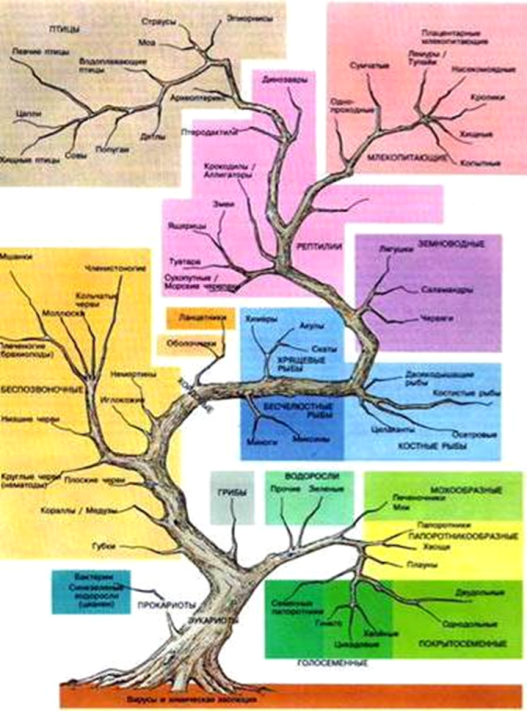 ПТИЦЫ
Страусы
Эпиорнисы
Моа
Певчие птицы
Водоплавающие
птицы
Археоптерикс
Цапли
Дятлы
Попугаи
Совы
Хищные птицы
Плацентарные
млекопитающие
Лемуры /
Тупайи
Сумчатые
Насекомоядные
Одно-
проходные
Кролики
Хищные
Копытные
МЛЕКОПИТАЮЩИЕ
Динозавры
Птеродактили
Крокодилы /
Аллигаторы
Змеи
Ящерицы
Туатара
Сухопутные /
Морские черепахи
РЕПТИЛИИ
ЗЕМНОВОДНЫЕ
Лягушки
Саламандры
Червяги
Мшанки
Членистоногие
Кольчатые
черви
Моллюски
Плеченогие
(брахиоподы)
БЕСПОЗВОНОЧНЫЕ
Немертины
Иглокожие
Низшие черви
Круглые черви
(нематоды)
Плоские черви
Кораллы / Медузы
Губки
Ланцетники
Оболочники
ХОРДОВЫЕ
Химеры
Акулы
Скаты
ХРЯЩЕВЫЕ
РЫБЫ
БЕСЧЕЛЮСТНЫЕ
РЫБЫ
Миноги
Миксины
Двоякодышащие
рыбы
Костистые рыбы
Целаканты
Осетровые
КОСТНЫЕ РЫБЫ
ГРИБЫ
ВОДОРОСЛИ
Прочие
Зеленые
МОХООБРАЗНЫЕ
Печеночники
Мхи
Папоротники
ПАПОРОТНИКООБРАЗНЫЕ
Хвощи
Плауны
Семенные
папоротники
Гинкго
Хвойные
Цикадовые
ГОЛОСЕМЕННЫЕ
Двудольные
Однодольные
ПОКРЫТОСЕМЕННЫЕ
Бактерии
Синезеленые
водоросли
(цианеи)
ПРОКАРИОТЫ
ЭУКАРИОТЫ
Вирусы и химическая эволюция